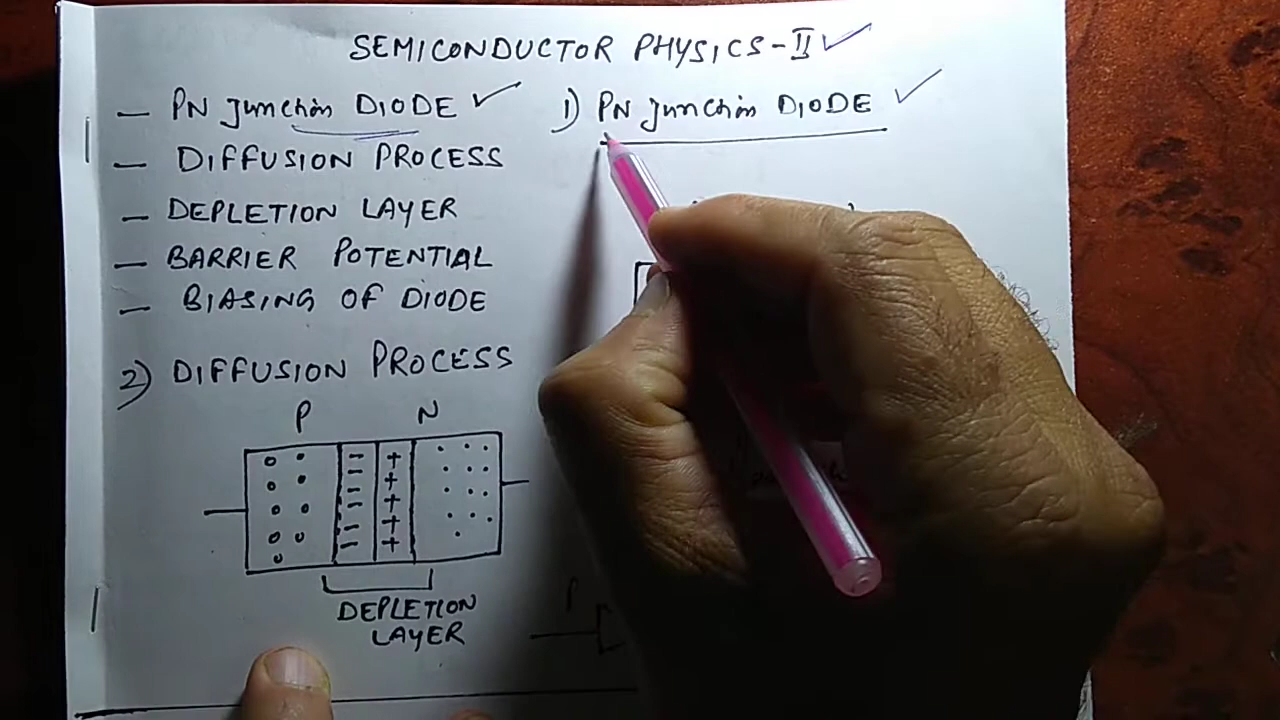 SEMICONDUCTOR PHYSICS-II
- PN Junction DIODE
- DIFFUSION PROCESS
- DEPLETION LAYER
- BARRIER POTENTIAL
- BIASING OF DIODE
2) DIFFUSION PROCESS
P N
- +
- +
- +
- +
- +
- +
DEPLETION
LAYER
1) PN Junction DIODE
P